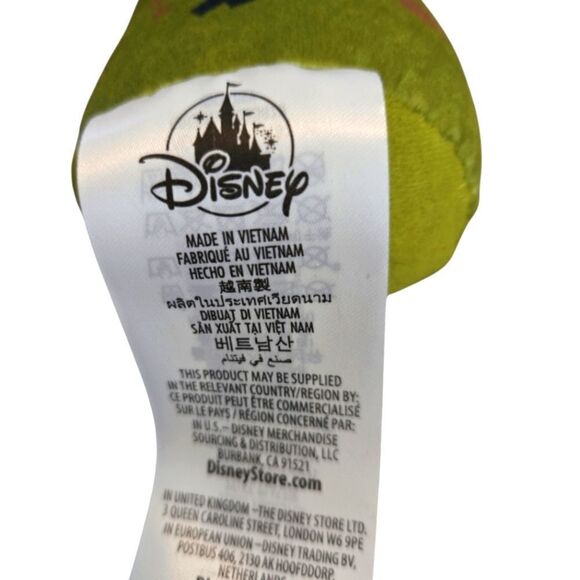 Disney
MADE IN VIETNAM
FABRIQUÉ AU VIETNAM
HECHO EN VIETNAM
越南製
ผลิตในประเทศเวียดนาม
DIBUAT DI VIETNAM
SẢN XUẤT TẠI VIỆT NAM
베트남산
صنع في فيتنام
THIS PRODUCT MAY BE SUPPLIED
IN THE RELEVANT COUNTRY/REGION BY:
CE PRODUIT PEUT ÊTRE COMMERCIALISÉ
SUR LE PAYS / RÉGION CONCERNÉ PAR:
IN U.S.– DISNEY MERCHANDISE
SOURCING & DISTRIBUTION, LLC
BURBANK, CA 91521
DisneyStore.com
IN UNITED KINGDOM –THE DISNEY STORE LTD.
3 QUEEN CAROLINE STREET, LONDON W6 9PE
IN EUROPEAN UNION–DISNEY TRADING BV,
POSTBUS 406, 2130 AK HOOFDDORP,
NETHERLANDS